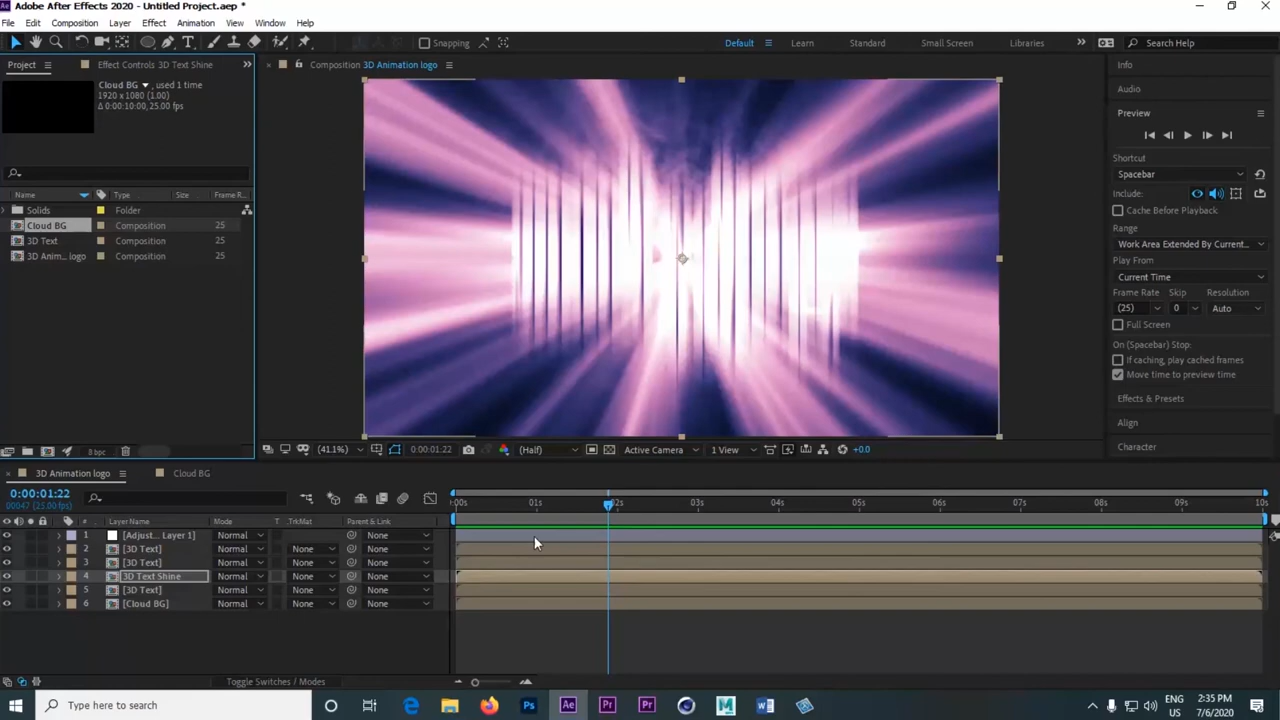 Adobe After Effects 2020 - Untitled Project.aep *
File Edit Composition Layer Effect Animation View Window Help
Snapping Default Learn Standard Small Screen Libraries Search Help
Project Effect Controls 3D Text Shine
Composition 3D Animation logo
Info
Cloud BG ▼ , used 1 time
1920 x 1080 (1.00)
Δ 0:00:10:00, 25.00 fps
Audio
Preview
Shortcut
Spacebar
Include:
Cache Before Playback
Range
Work Area Extended By Current...
Play From
Current Time
Frame Rate Skip Resolution
(25) 0 Auto
Full Screen
On (Spacebar) Stop:
If caching, play cached frames
Move time to preview time
Effects & Presets
Align
Character
Name Type Size Frame R...
Solids Folder
Cloud BG Composition 25
3D Text Composition 25
3D Anim...logo Composition 25
8 bpc
(41.1%) 0:00:01:22 (Half) Active Camera 1 View +0.0
3D Animation logo Cloud BG
0:00:01:22
00047 (25.00 fps)
:00s 01s 02s 03s 04s 05s 06s 07s 08s 09s 10s
# Layer Name Mode T .TrkMat Parent & Link
1 [Adjust... Layer 1] Normal None
2 [3D Text] Normal None None
3 [3D Text] Normal None None
4 3D Text Shine Normal None None
5 [3D Text] Normal None None
6 [Cloud BG] Normal None None
Toggle Switches / Modes
Type here to search
ENG
US
2:35 PM
7/6/2020